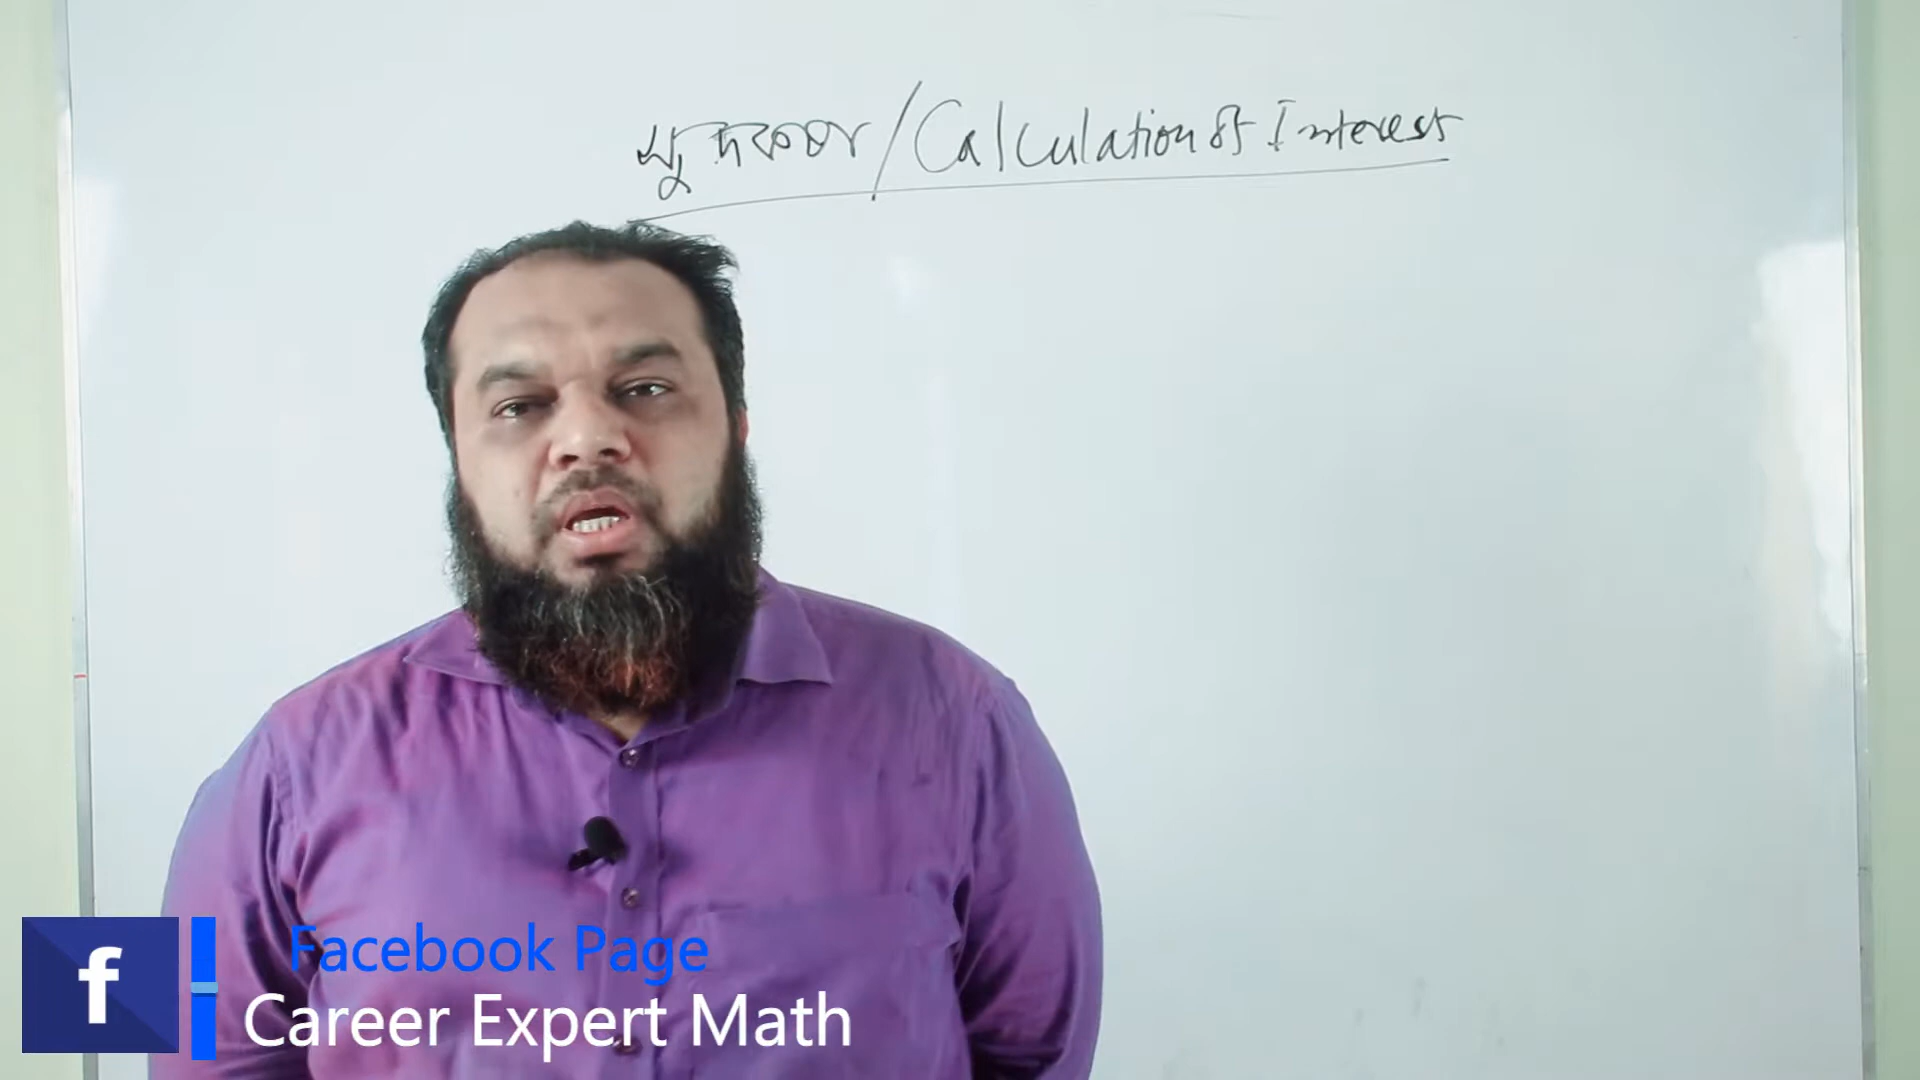 সুদকষা/Calculation of Interest
f
Facebook Page
Career Expert Math